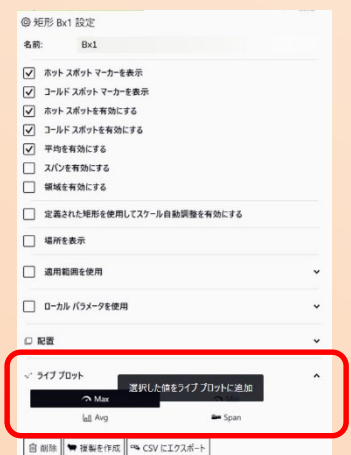 矩形 Bx1 設定
名前: Bx1
ホット スポット マーカーを表示
コールド スポット マーカーを表示
ホット スポットを有効にする
コールド スポットを有効にする
平均を有効にする
スパンを有効にする
領域を有効にする
定義された矩形を使用してスケール自動調整を有効にする
場所を表示
適用範囲を使用
ローカル パラメータを使用
配置
ライブ プロット
選択した値をライブ プロットに追加
Max
Avg Span
削除 複製を作成 CSV にエクスポート